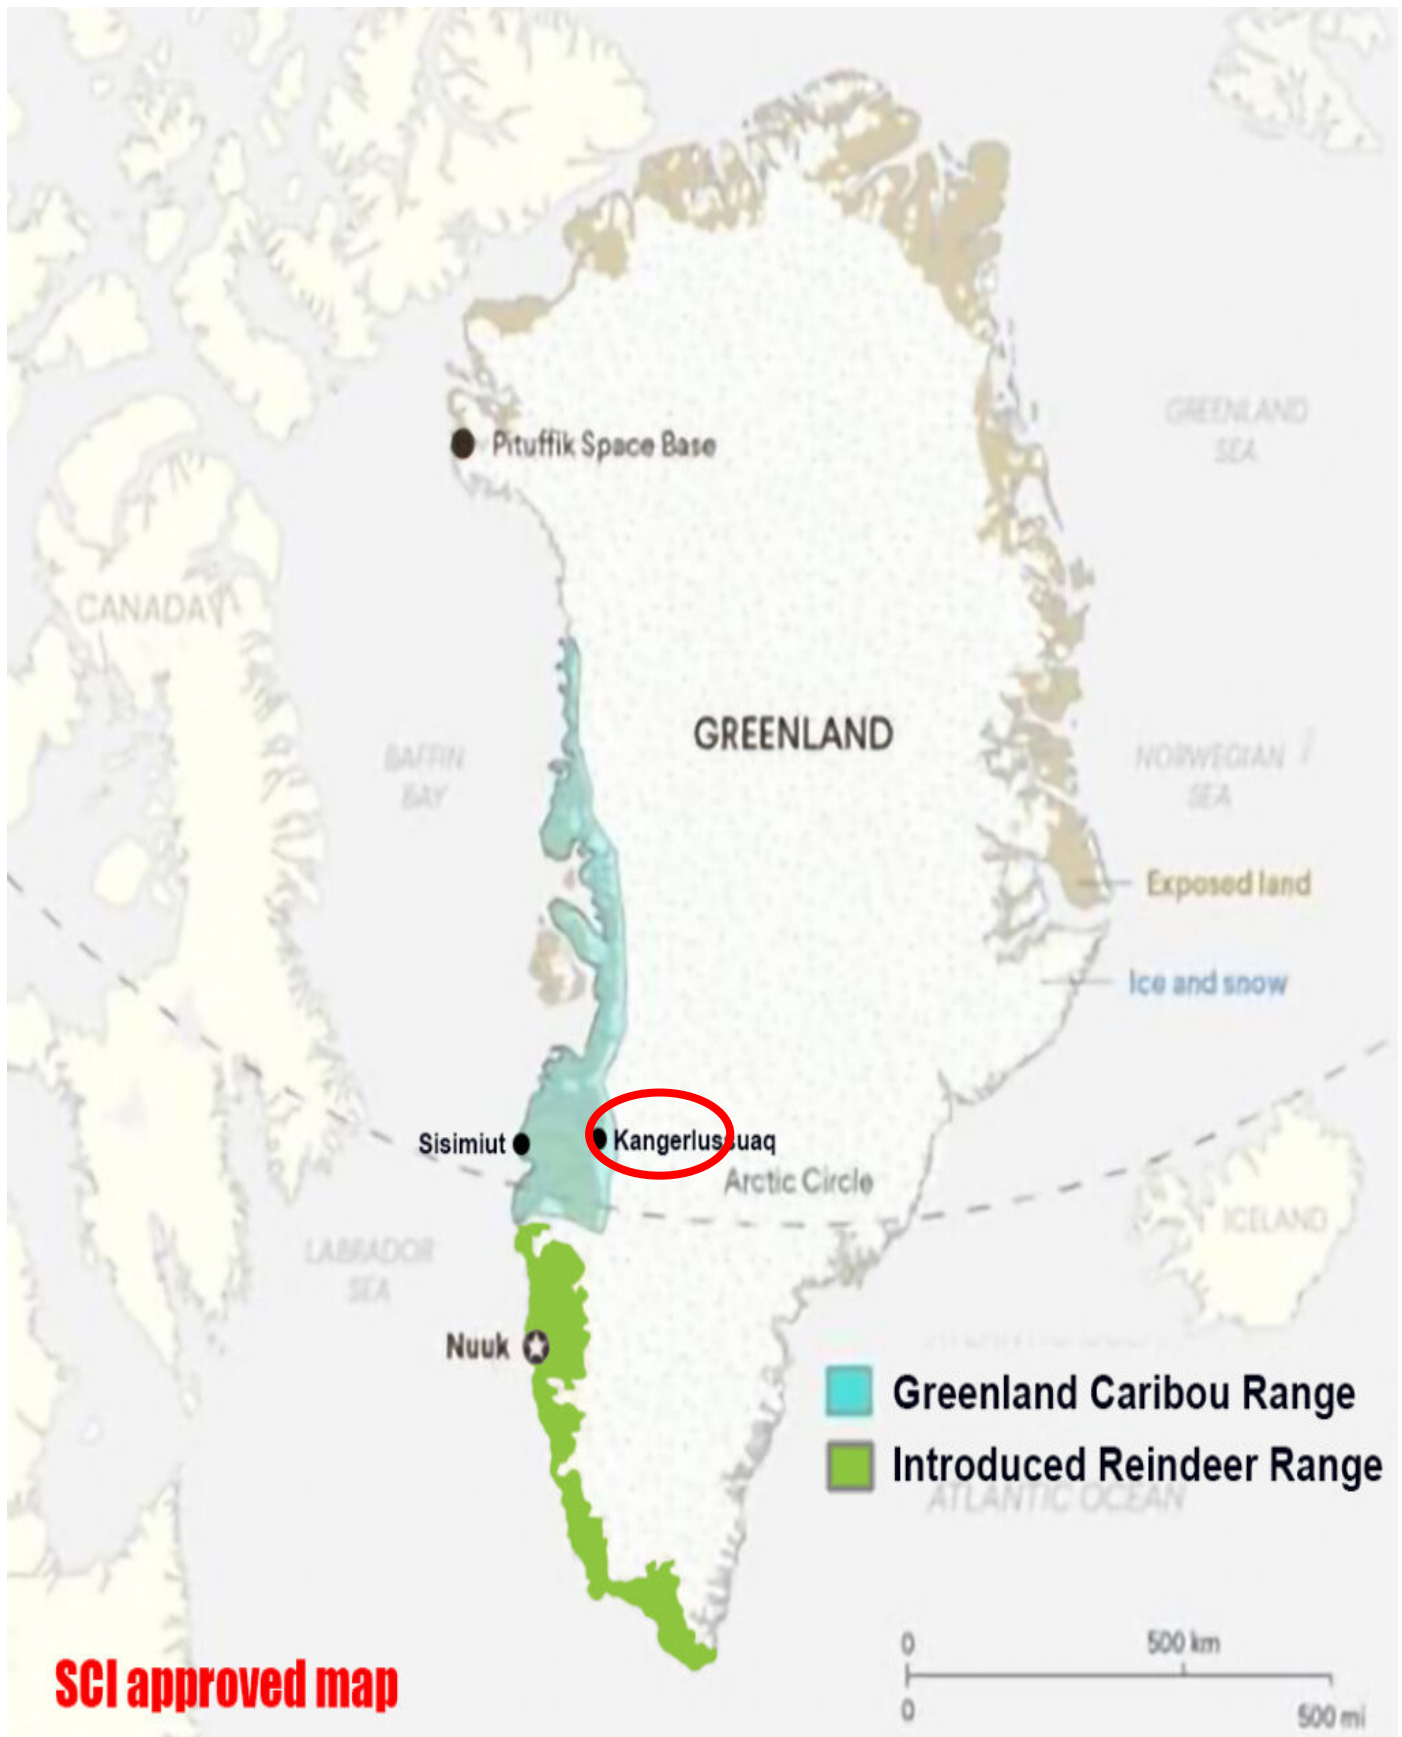 Pituffik Space Base
GREENLAND
SEA
CANADA
GREENLAND
BAFFIN
BAY
NORWEGIAN
SEA
Exposed land
Ice and snow
Sisimiut
Kangerlussuaq
Arctic Circle
ICELAND
LABRADOR
SEA
Nuuk
Greenland Caribou Range
Introduced Reindeer Range
ATLANTIC OCEAN
0
500 km
0
500 mi
SCI approved map